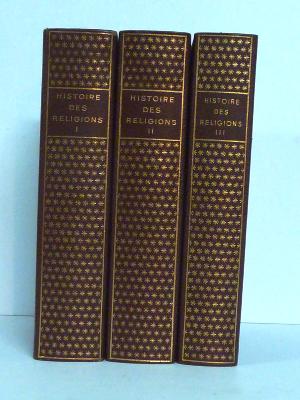 HISTOIRE
DES
RELIGIONS
I
HISTOIRE
DES
RELIGIONS
II
HISTOIRE
DES
RELIGIONS
III